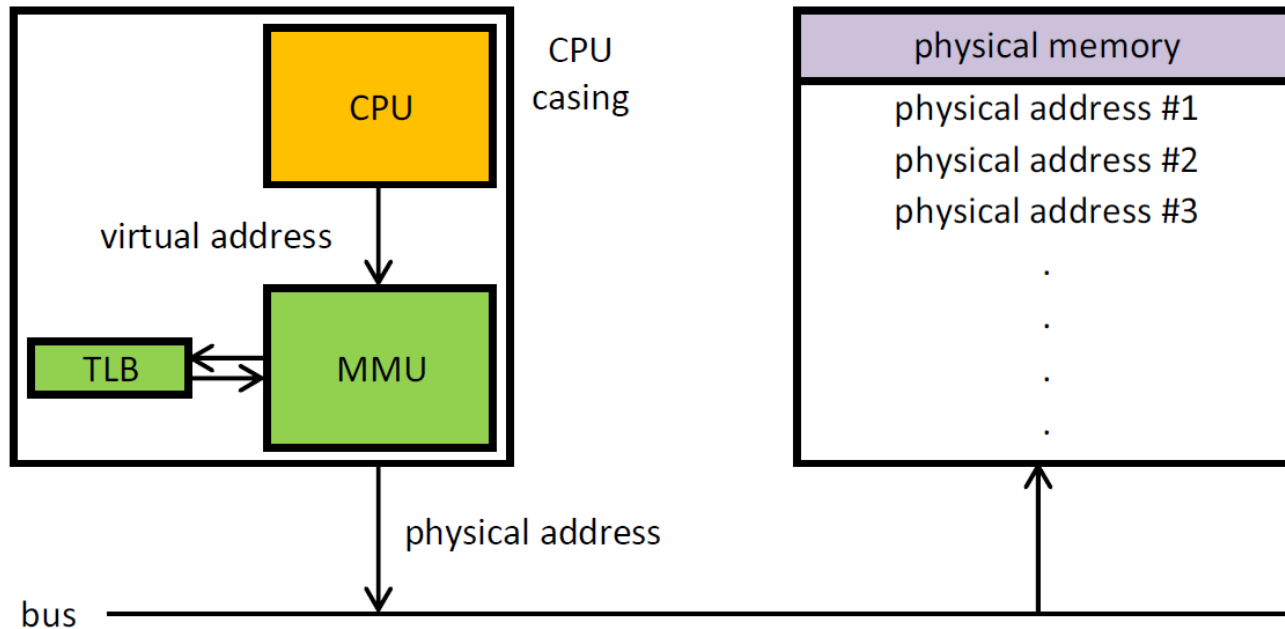 CPU
CPU
casing
virtual address
TLB
MMU
physical address
bus
physical memory
physical address #1
physical address #2
physical address #3
.
.
.
.